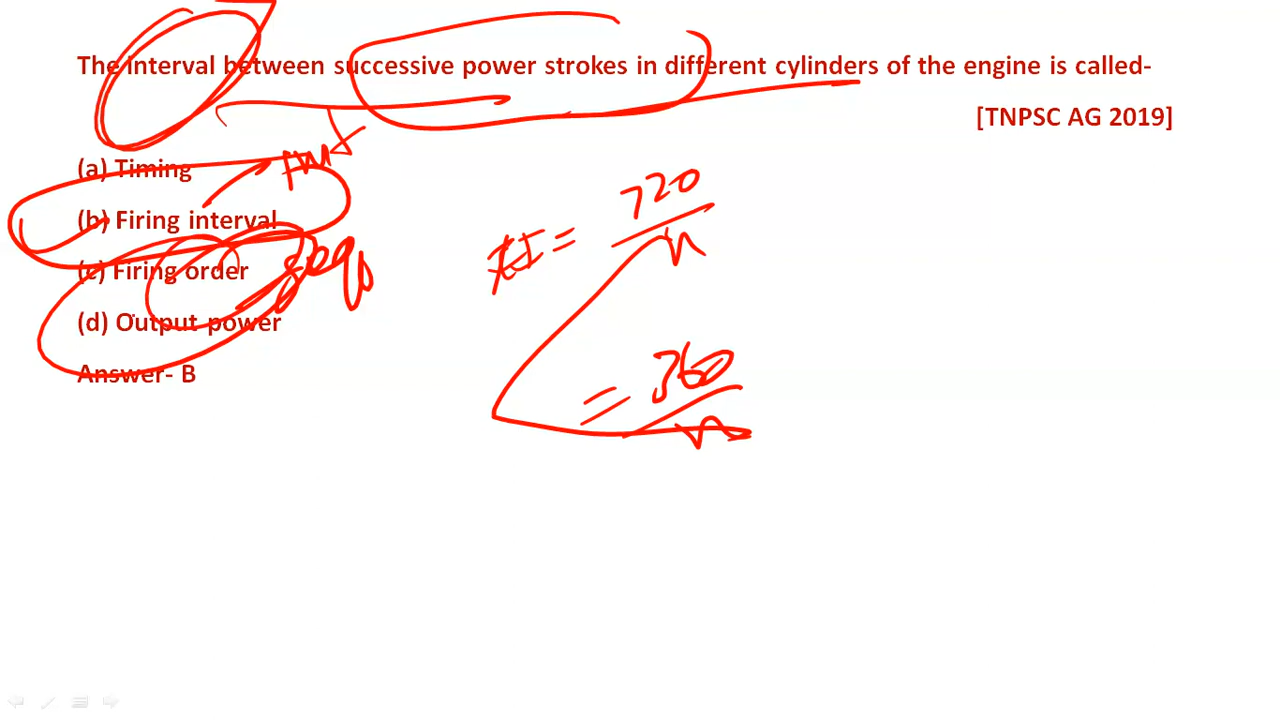 The interval between successive power strokes in different cylinders of the engine is called-
[TNPSC AG 2019]
(a) Timing
(b) Firing interval
(c) Firing order
(d) Output power
Answer- B
= 720
n
= 360
n